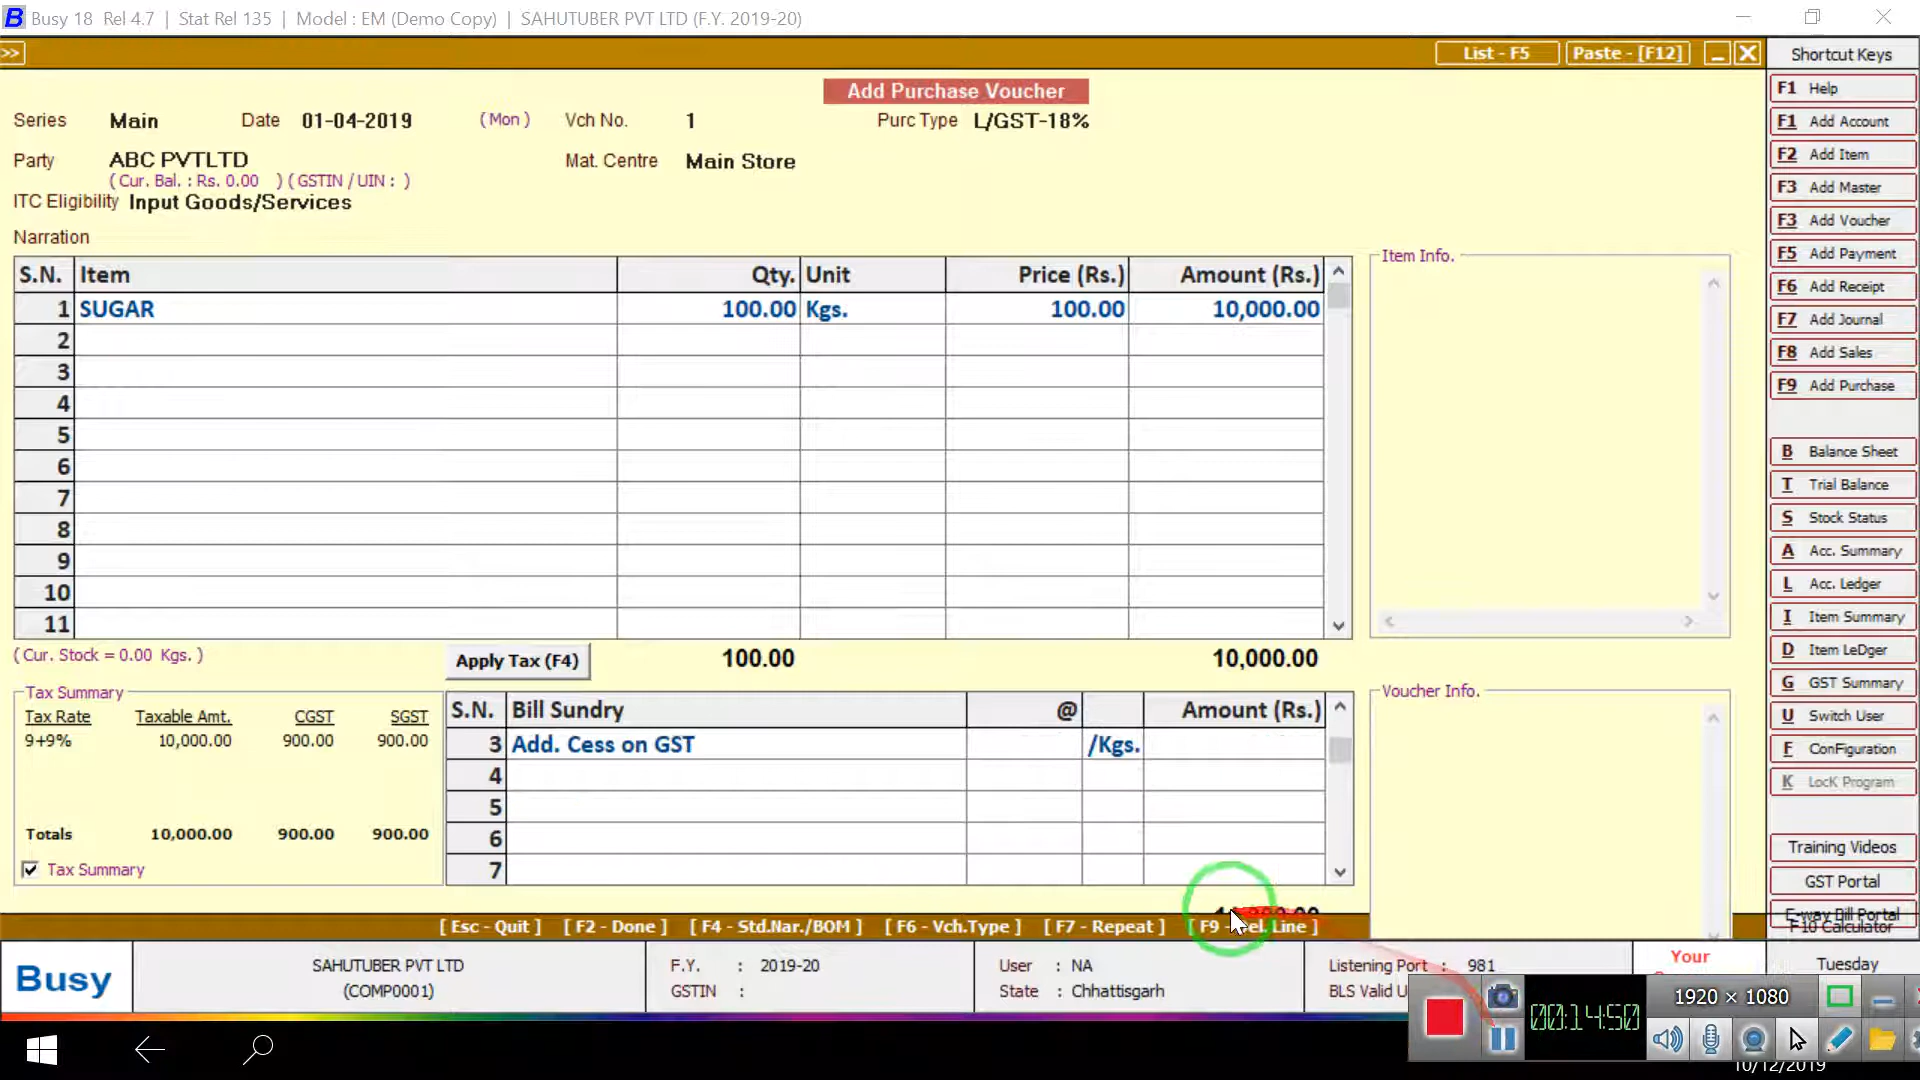 Busy 18 Rel 4.7 | Stat Rel 135 | Model : EM (Demo Copy) | SAHUTUBER PVT LTD (F.Y. 2019-20)
>> List - F5 Paste - [F12] Shortcut Keys
Add Purchase Voucher
Series Main Date 01-04-2019 ( Mon ) Vch No. 1 Purc Type L/GST-18%
Party ABC PVTLTD Mat. Centre Main Store
( Cur. Bal. : Rs. 0.00 ) ( GSTIN / UIN : )
ITC Eligibility Input Goods/Services
Narration
S.N. Item Qty. Unit Price (Rs.) Amount (Rs.)
1 SUGAR 100.00 Kgs. 100.00 10,000.00
2
3
4
5
6
7
8
9
10
11
Item Info.
( Cur. Stock = 0.00 Kgs. ) Apply Tax (F4) 100.00 10,000.00
Tax Summary
Tax Rate Taxable Amt. CGST SGST
9+9% 10,000.00 900.00 900.00
Totals 10,000.00 900.00 900.00
Tax Summary
S.N. Bill Sundry @ Amount (Rs.)
3 Add. Cess on GST /Kgs.
4
5
6
7
Voucher Info.
F1 Help
F1 Add Account
F2 Add Item
F3 Add Master
F3 Add Voucher
F5 Add Payment
F6 Add Receipt
F7 Add Journal
F8 Add Sales
F9 Add Purchase
B Balance Sheet
T Trial Balance
S Stock Status
A Acc. Summary
L Acc. Ledger
I Item Summary
D Item LeDger
G GST Summary
U Switch User
F ConFiguration
K LocK Program
Training Videos
GST Portal
E-way Bill Portal
F10 Calculator
[ Esc - Quit ] [ F2 - Done ] [ F4 - Std.Nar./BOM ] [ F6 - Vch.Type ] [ F7 - Repeat ] [ F9 - Line ]
Busy
SAHUTUBER PVT LTD
(COMP0001)
F.Y. : 2019-20
GSTIN :
User : NA
State : Chhattisgarh
Listening Port : 981
BLS Valid U
Your
Tuesday
00:14:50
1920 × 1080
10/12/2019